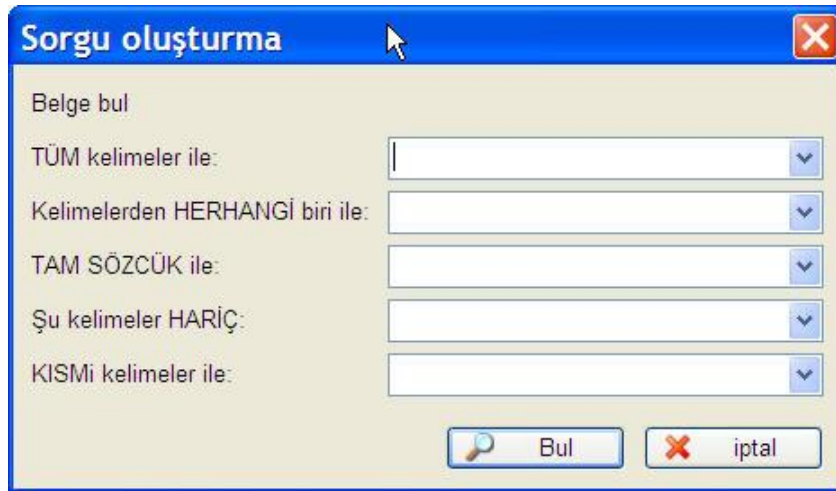 Sorgu oluşturma
Belge bul
TÜM kelimeler ile:
Kelimelerden HERHANGİ biri ile:
TAM SÖZCÜK ile:
Şu kelimeler HARİÇ:
KISMi kelimeler ile:
Bul iptal